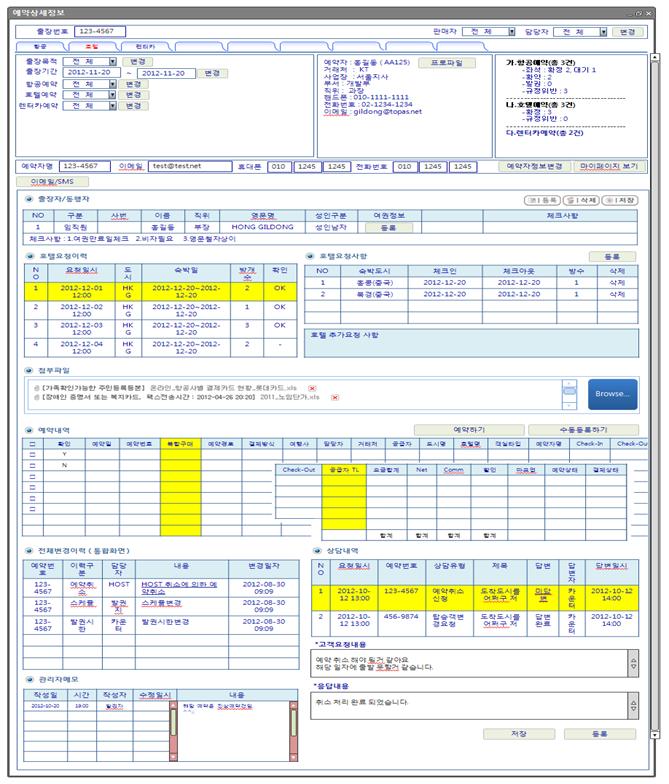 예약상세정보
출장번호 123-4567 판매자 전 체 담당자 전 체 변경
항공 호텔 렌터카
출장목적 전 체 변경
출장기간 2012-11-20 ~ 2012-11-20 변경
항공예약 전 체 변경
호텔예약 전 체 변경
렌터카예약 전 체 변경
예약자 : 홍길동 ( AA125) 프로파일
거래처 : KT
사업장 : 서울지사
부서 : 개발부
직위 : 과장
핸드폰 : 010-1111-1111
전화번호 : 02-1234-1234
이메일 : gildong@topas.net
가.항공예약(총 3건)
-좌석 : 확정 2, 대기 1
-확약 : 2
-발권 : 0
-규정위반 : 3
나.호텔예약(총 3건)
-확정 : 3
-규정위반 : 0
다.렌터카예약(총 2건)
예약자명 123-4567 이메일 test@testnet 휴대폰 010 1245 1245 전화번호 010 1245 1245 예약자정보변경 마이페이지 보기
이메일/SMS
출장자/동행자 등록 삭제 저장
NO 구분 사번 이름 직위 영문명 성인구분 여권정보 체크사항
1 임직원 홍길동 부장 HONG GILDONG 성인남자 등록
체크사항 : 1.여권만료일체크 2.비자필요 3.영문철자상이
호텔요청이력
NO 요청일시 도시 숙박일 방개수 확인
1 2012-12-01 12:00 HKG 2012-12-20~2012-12-20 2 OK
2 2012-12-02 12:00 HKG 2012-12-20~2012-12-20 1 OK
3 2012-12-03 12:00 HKG 2012-12-20~2012-12-20 3 OK
4 2012-12-04 12:00 HKG 2012-12-20~2012-12-20 2 -
호텔요청사항 등록
NO 숙박도시 체크인 체크아웃 방수 삭제
1 홍콩(중국) 2012-12-20 2012-12-20 1 삭제
2 북경(중국) 2012-12-20 2012-12-20 1 삭제
호텔 추가요청 사항
첨부파일
[가족확인가능한 주민등록등본] 온라인_항공사별 결제카드 현황_롯데카드.xls
[장애인 증명서 또는 복지카드, 팩스전송시간 : 2012-04-26 20:20] 2011_노임단가.xls
Browse...
예약내역 예약하기 수동등록하기
확인 예약일 예약번호 복합구매 예약경로 결제방식 여행사 담당자 거래처 공급자 도시명 호텔명 객실타입 예약자명 Check-In Check-Ou
Y
N
Check-Out 공급자 TL 요금합계 Net Comm 할인 마크업 예약상태 결제상태
합계 합계 합계 합계
전체변경이력 ( 통합화면 )
예약번호 이력구분 담당자 내용 변경일자
123-4567 예약취소 HOST HOST 취소에 의한 예약취소 2012-08-30 09:09
123-4567 스케쥴 발권지 스케쥴변경 2012-08-30 09:09
123-4567 발권시한 카운터 발권시한변경 2012-08-30 09:09
상담내역
NO 요청일시 예약번호 상담유형 제목 답변 답변자 답변일시
1 2012-10-12 13:00 123-4567 예약취소신청 도착도시를 어쩌구 저 미답변 카운터 2012-10-12 14:00
2 2012-10-12 13:00 456-9874 탑승객변경요청 도착도시를 어쩌구 저 답변완료 카운터 2012-10-12 14:00
*고객요청내용
예약 취소 해야 될거 같아요
해당 일자에 출발 못할거 같습니다.
*응답내용
취소 처리 완료 되었습니다.
관리자메모
작성일 시간 작성자 수정일시 내용
2012-10-20 19:00
저장 등록